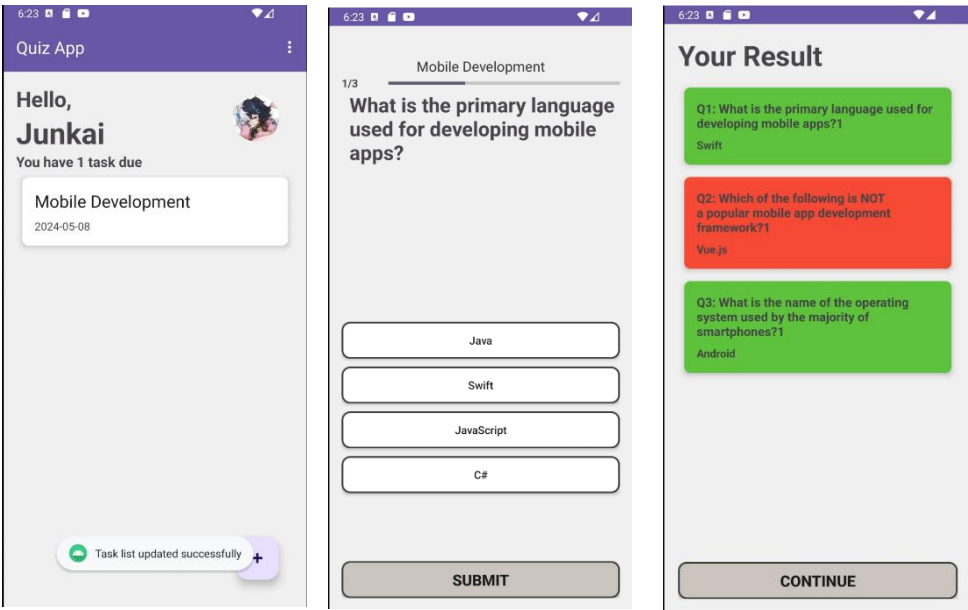 6:23
Quiz App
Hello,
Junkai
You have 1 task due
Mobile Development
2024-05-08
Task list updated successfully
+
6:23
Mobile Development
1/3
What is the primary language
used for developing mobile
apps?
Java
Swift
JavaScript
C#
SUBMIT
6:23
Your Result
Q1: What is the primary language used for
developing mobile apps?1
Swift
Q2: Which of the following is NOT
a popular mobile app development
framework?1
Vue.js
Q3: What is the name of the operating
system used by the majority of
smartphones?1
Android
CONTINUE